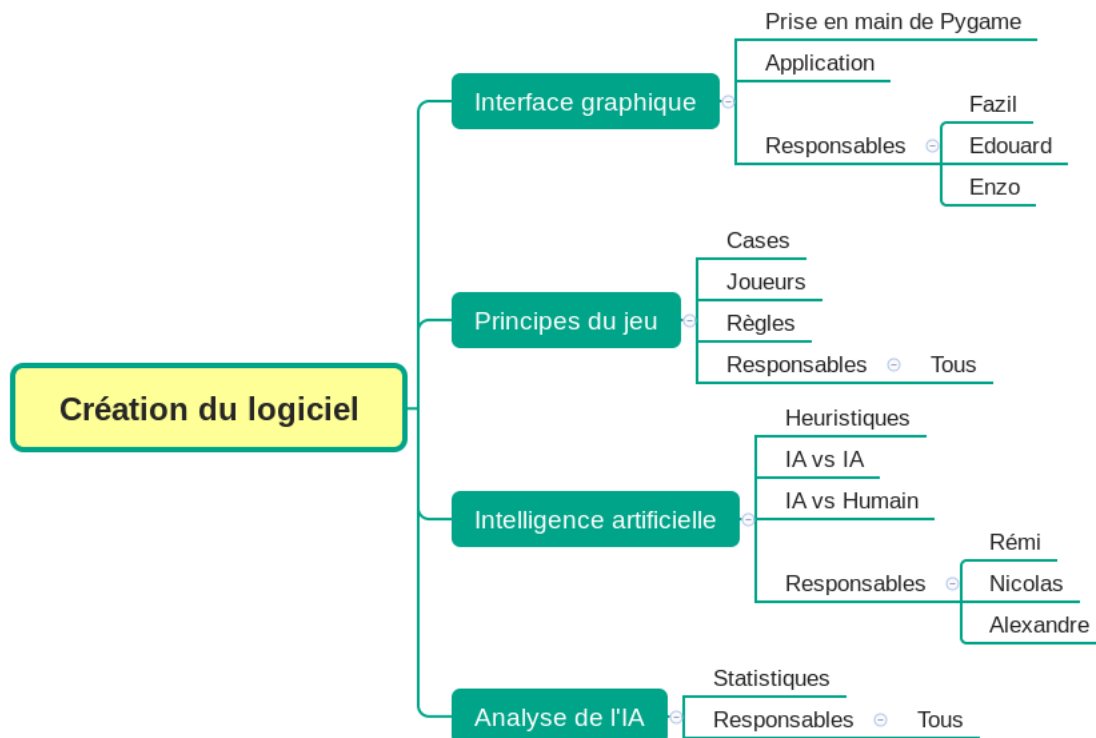 Création du logiciel
Interface graphique
Prise en main de Pygame
Application
Responsables
Fazil
Edouard
Enzo
Principes du jeu
Cases
Joueurs
Règles
Responsables
Tous
Intelligence artificielle
Heuristiques
IA vs IA
IA vs Humain
Responsables
Rémi
Nicolas
Alexandre
Analyse de l'IA
Statistiques
Responsables
Tous